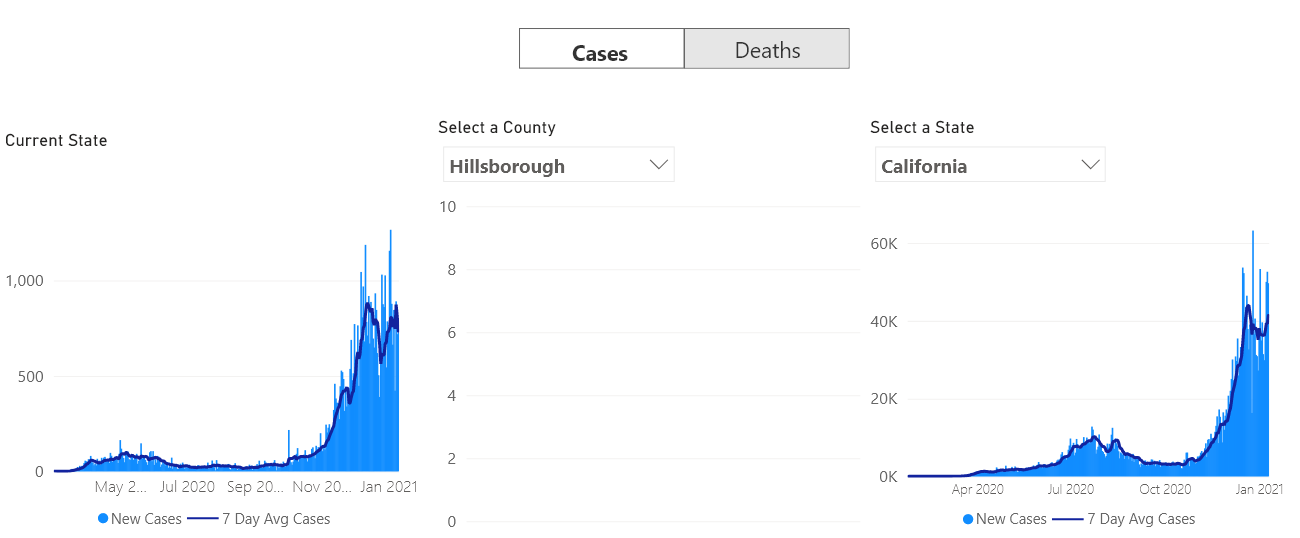 Cases
Deaths
Current State
1,000
500
0
May 2...
Jul 2020
Sep 20...
Nov 20...
Jan 2021
New Cases
7 Day Avg Cases
Select a County
Hillsborough
10
8
6
4
2
0
Select a State
California
60K
40K
20K
0K
Apr 2020
Jul 2020
Oct 2020
Jan 2021
New Cases
7 Day Avg Cases